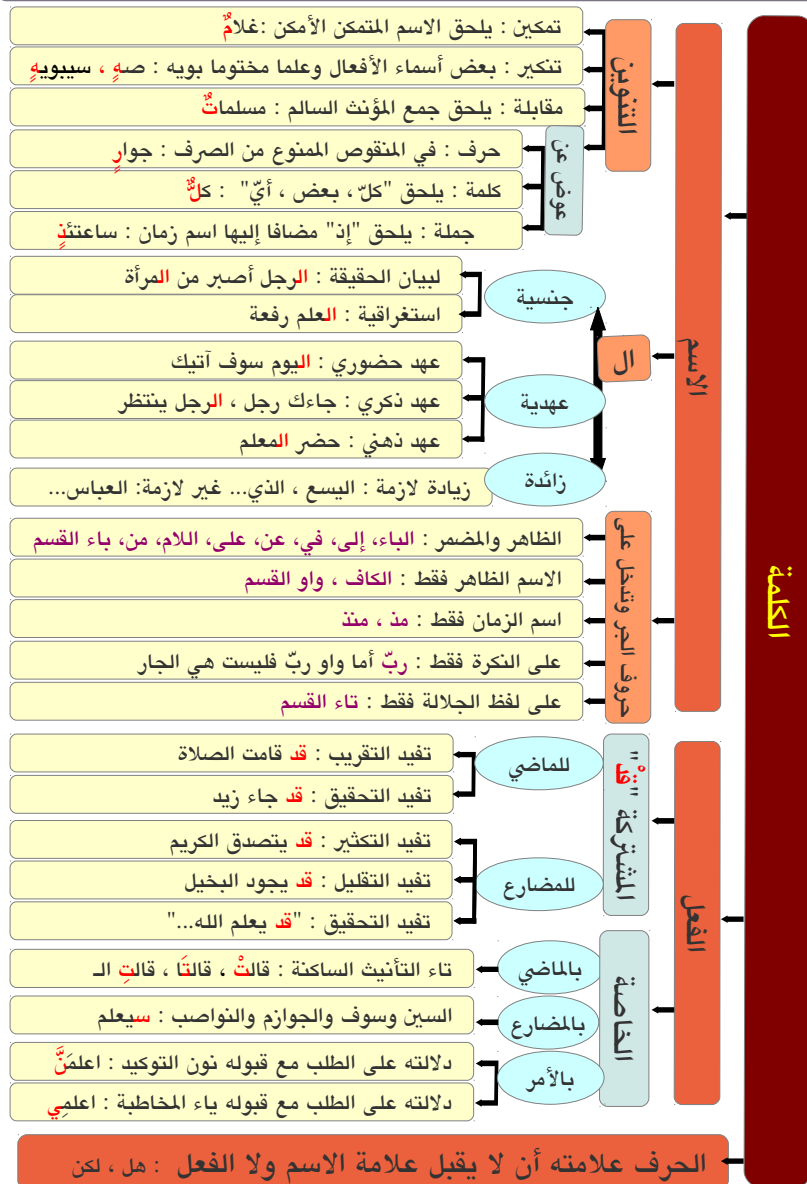 الكلمة
الاسم
التنوين
تمكين : يلحق الاسم المتمكن الأمكن :غلامٌ
تنكير : بعض أسماء الأفعال وعلما مختوما بويه : صهٍ ، سيبويهٍ
مقابلة : يلحق جمع المؤنث السالم : مسلماتٌ
عوض عن
حرف : في المنقوص الممنوع من الصرف : جوارٍ
كلمة : يلحق "كلّ ، بعض ، أيّ" : كلٌّ
جملة : يلحق "إذ" مضافا إليها اسم زمان : ساعتئذٍ
ال
جنسية
لبيان الحقيقة : الرجل أصبر من المرأة
استغراقية : العلم رفعة
عهدية
عهد حضوري : اليوم سوف آتيك
عهد ذكري : جاءك رجل ، الرجل ينتظر
عهد ذهني : حضر المعلم
زائدة
زيادة لازمة : اليسع ، الذي... غير لازمة: العباس...
حروف الجر وتدخل على
الظاهر والمضمر : الباء، إلى، في، عن، على، اللام، من، باء القسم
الاسم الظاهر فقط : الكاف ، واو القسم
اسم الزمان فقط : مذ ، منذ
على النكرة فقط : ربّ أما واو ربّ فليست هي الجار
على لفظ الجلالة فقط : تاء القسم
الفعل
المشتركة "قدْ"
للماضي
تفيد التقريب : قد قامت الصلاة
تفيد التحقيق : قد جاء زيد
للمضارع
تفيد التكثير : قد يتصدق الكريم
تفيد التقليل : قد يجود البخيل
تفيد التحقيق : "قد يعلم الله..."
الخاصة
بالماضي
تاء التأنيث الساكنة : قالتْ ، قالتَا ، قالتِ الـ
بالمضارع
السين وسوف والجوازم والنواصب : سيعلم
بالأمر
دلالته على الطلب مع قبوله نون التوكيد : اعلمَنَّ
دلالته على الطلب مع قبوله ياء المخاطبة : اعلمِي
الحرف علامته أن لا يقبل علامة الاسم ولا الفعل : هل ، لكن